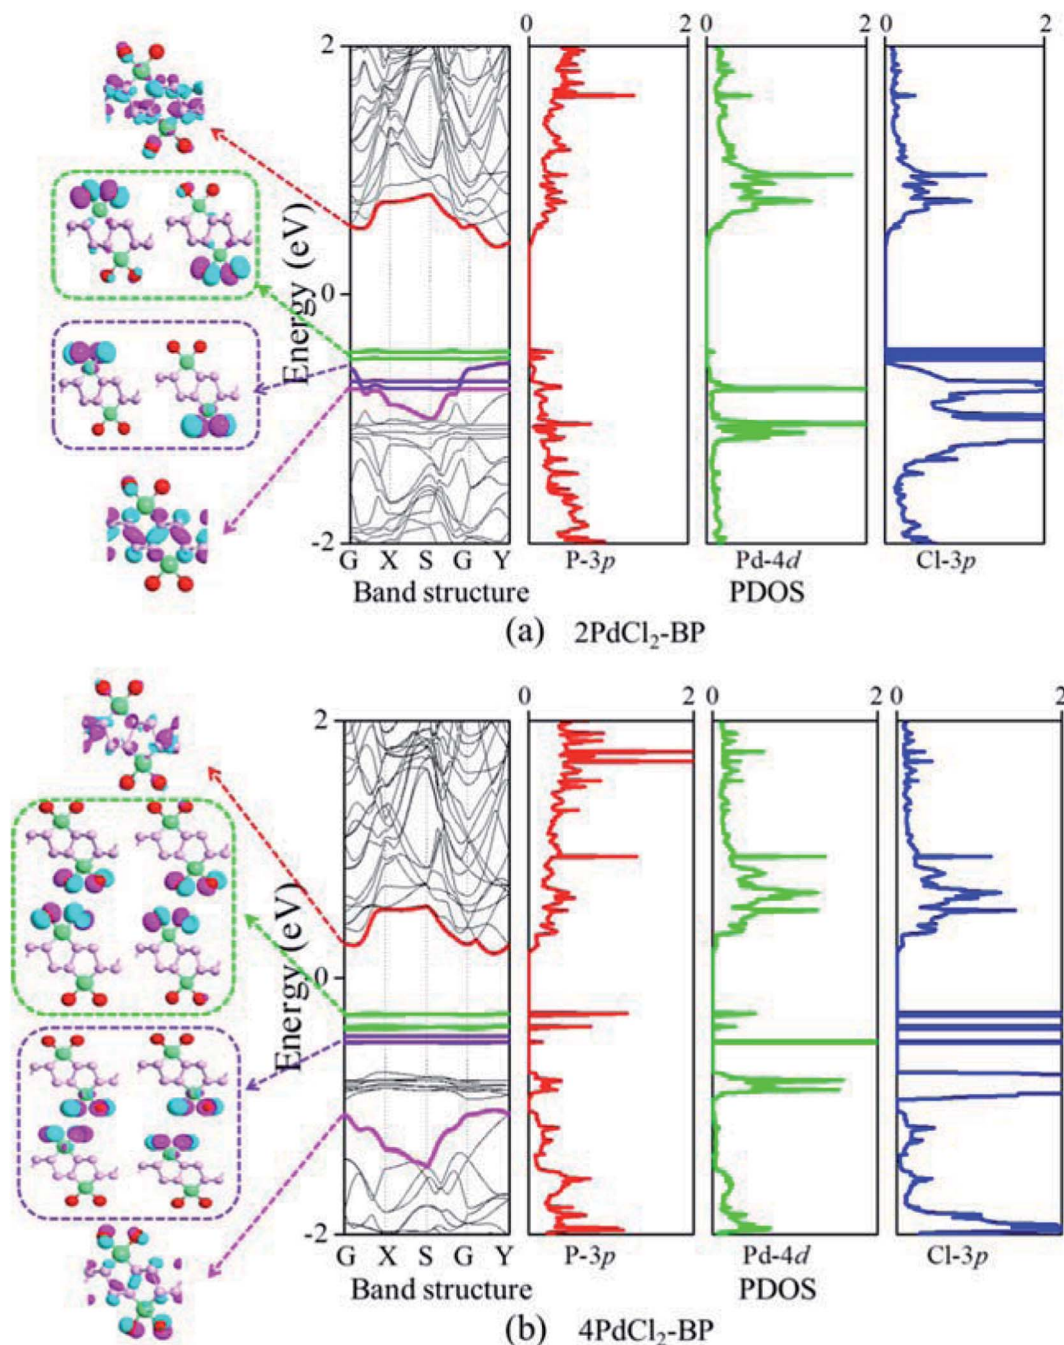 0 2 0 2 0 2
2
Energy (eV)
0
-2
G X S G Y
P-3p Pd-4d Cl-3p
Band structure PDOS
(a) 2PdCl₂-BP
0 2 0 2 0 2
2
Energy (eV)
0
-2
G X S G Y
P-3p Pd-4d Cl-3p
Band structure PDOS
(b) 4PdCl₂-BP